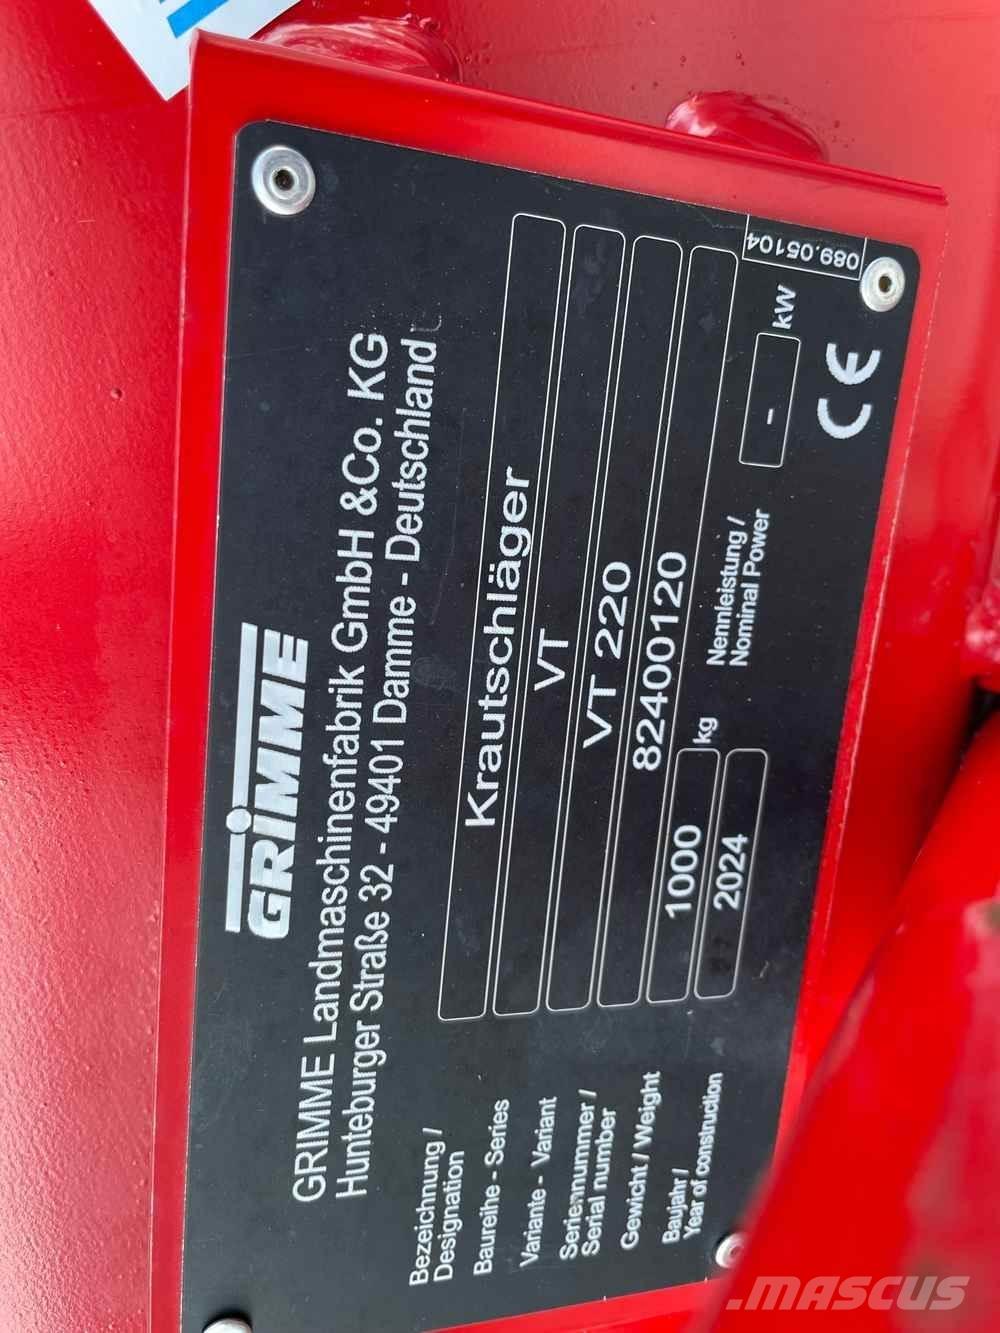 GRIMME
GRIMME Landmaschinenfabrik GmbH &Co. KG
Hunteburger Straße 32 - 49401 Damme - Deutschland
Bezeichnung /
Designation
Krautschläger
Baureihe - Series
VT
Variante - Variant
VT 220
Seriennummer /
Serial number
82400120
Gewicht / Weight
1000 kg
Nennleistung /
Nominal Power
- kW
Baujahr /
Year of construction
2024
CE
089.05104
MASCUS